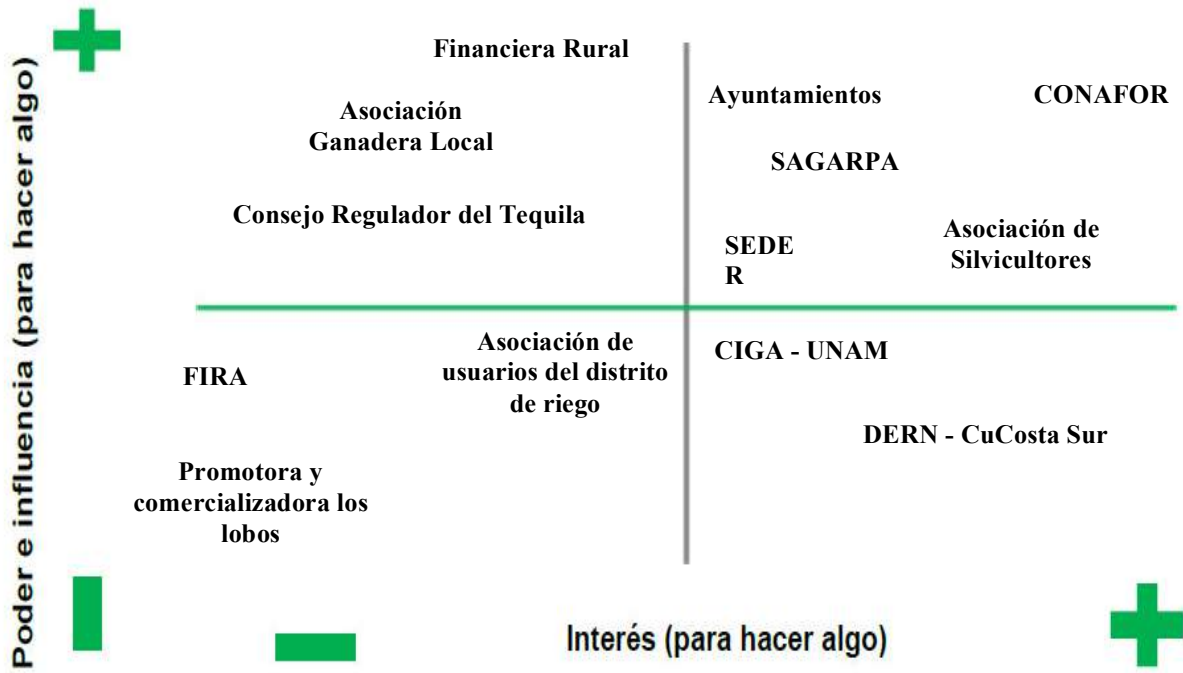 Poder e influencia (para hacer algo)
Financiera Rural
Asociación
Ganadera Local
Consejo Regulador del Tequila
Ayuntamientos
CONAFOR
SAGARPA
SEDE
R
Asociación de
Silvicultores
FIRA
Asociación de
usuarios del distrito
de riego
Promotora y
comercializadora los
lobos
CIGA - UNAM
DERN - CuCosta Sur
Interés (para hacer algo)